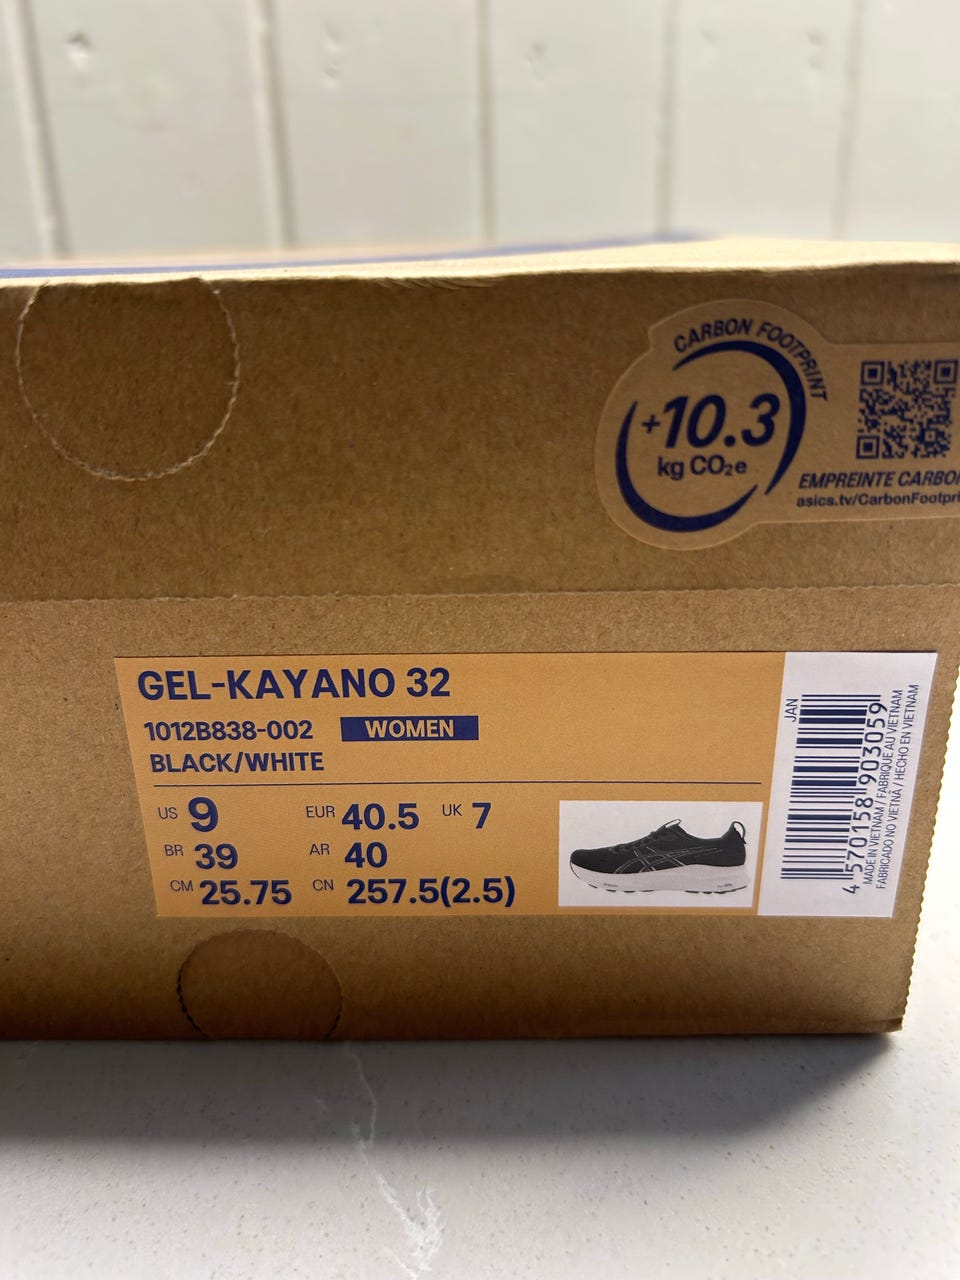 CARBON FOOTPRINT
+10.3
kg CO₂e
EMPREINTE
asics.tv/
GEL-KAYANO 32
1012B838-002 WOMEN
BLACK/WHITE
US 9 EUR 40.5 UK 7
BR 39 AR 40
CM 25.75 CN 257.5(2.5)
JAN
4 570158 903059
MADE IN VIETNAM / FABRIQUÉ AU VIETNAM
FABRICADO NO VIETNÃ / HECHO EN VIETNAM